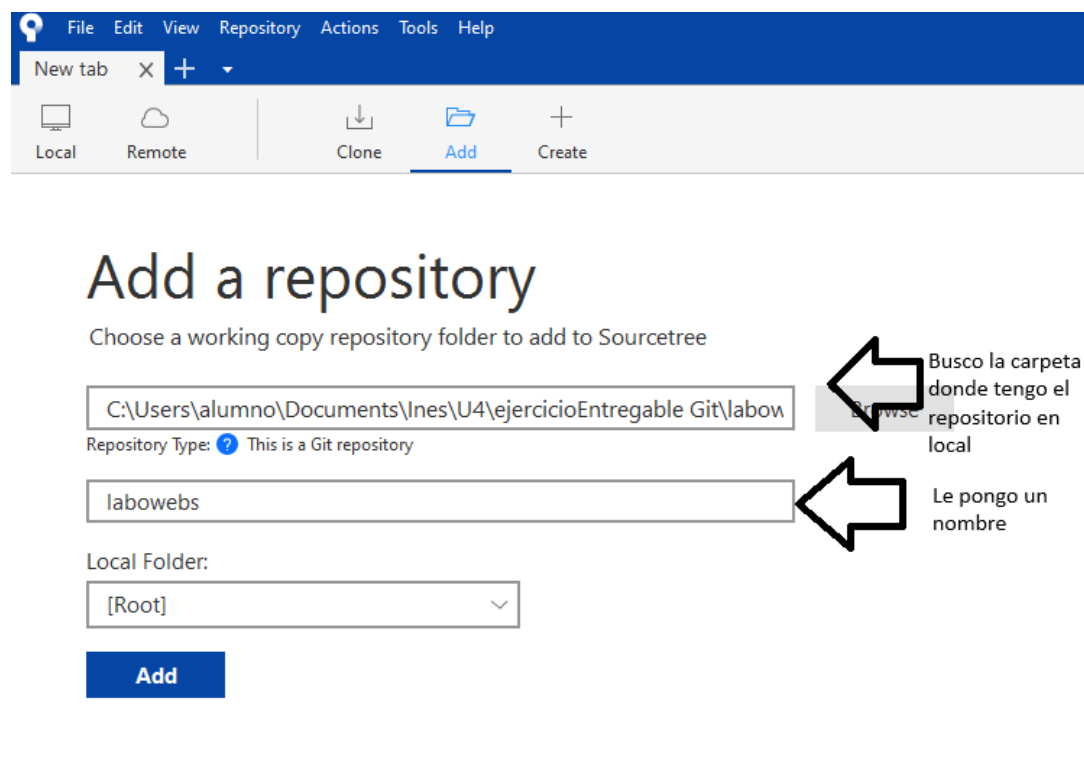 File Edit View Repository Actions Tools Help
New tab
Local Remote Clone Add Create
Add a repository
Choose a working copy repository folder to add to Sourcetree
C:\Users\alumno\Documents\Ines\U4\ejercicioEntregable Git\labow
Browse
Busco la carpeta
donde tengo el
repositorio en
local
Repository Type: ? This is a Git repository
labowebs
Le pongo un
nombre
Local Folder:
[Root]
Add